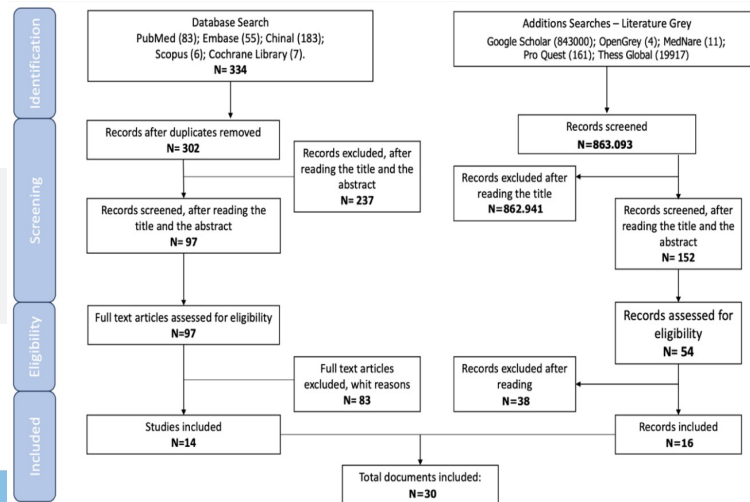 Identification
Database Search
PubMed (83); Embase (55); Chinal (183);
Scopus (6); Cochrane Library (7).
N= 334
Additions Searches – Literature Grey
Google Scholar (843000); OpenGrey (4); MedNare (11);
Pro Quest (161); Thess Global (19917)
Screening
Records after duplicates removed
N= 302
Records excluded, after
reading the title and the
abstract
N= 237
Records screened, after reading the
title and the abstract
N= 97
Records screened
N=863.093
Records excluded after
reading the title
N=862.941
Records screened, after
reading the title and the
abstract
N= 152
Eligibility
Full text articles assessed for eligibility
N=97
Full text articles
excluded, whit reasons
N= 83
Records assessed for
eligibility
N= 54
Records excluded after
reading
N=38
Included
Studies included
N=14
Records included
N=16
Total documents included:
N=30